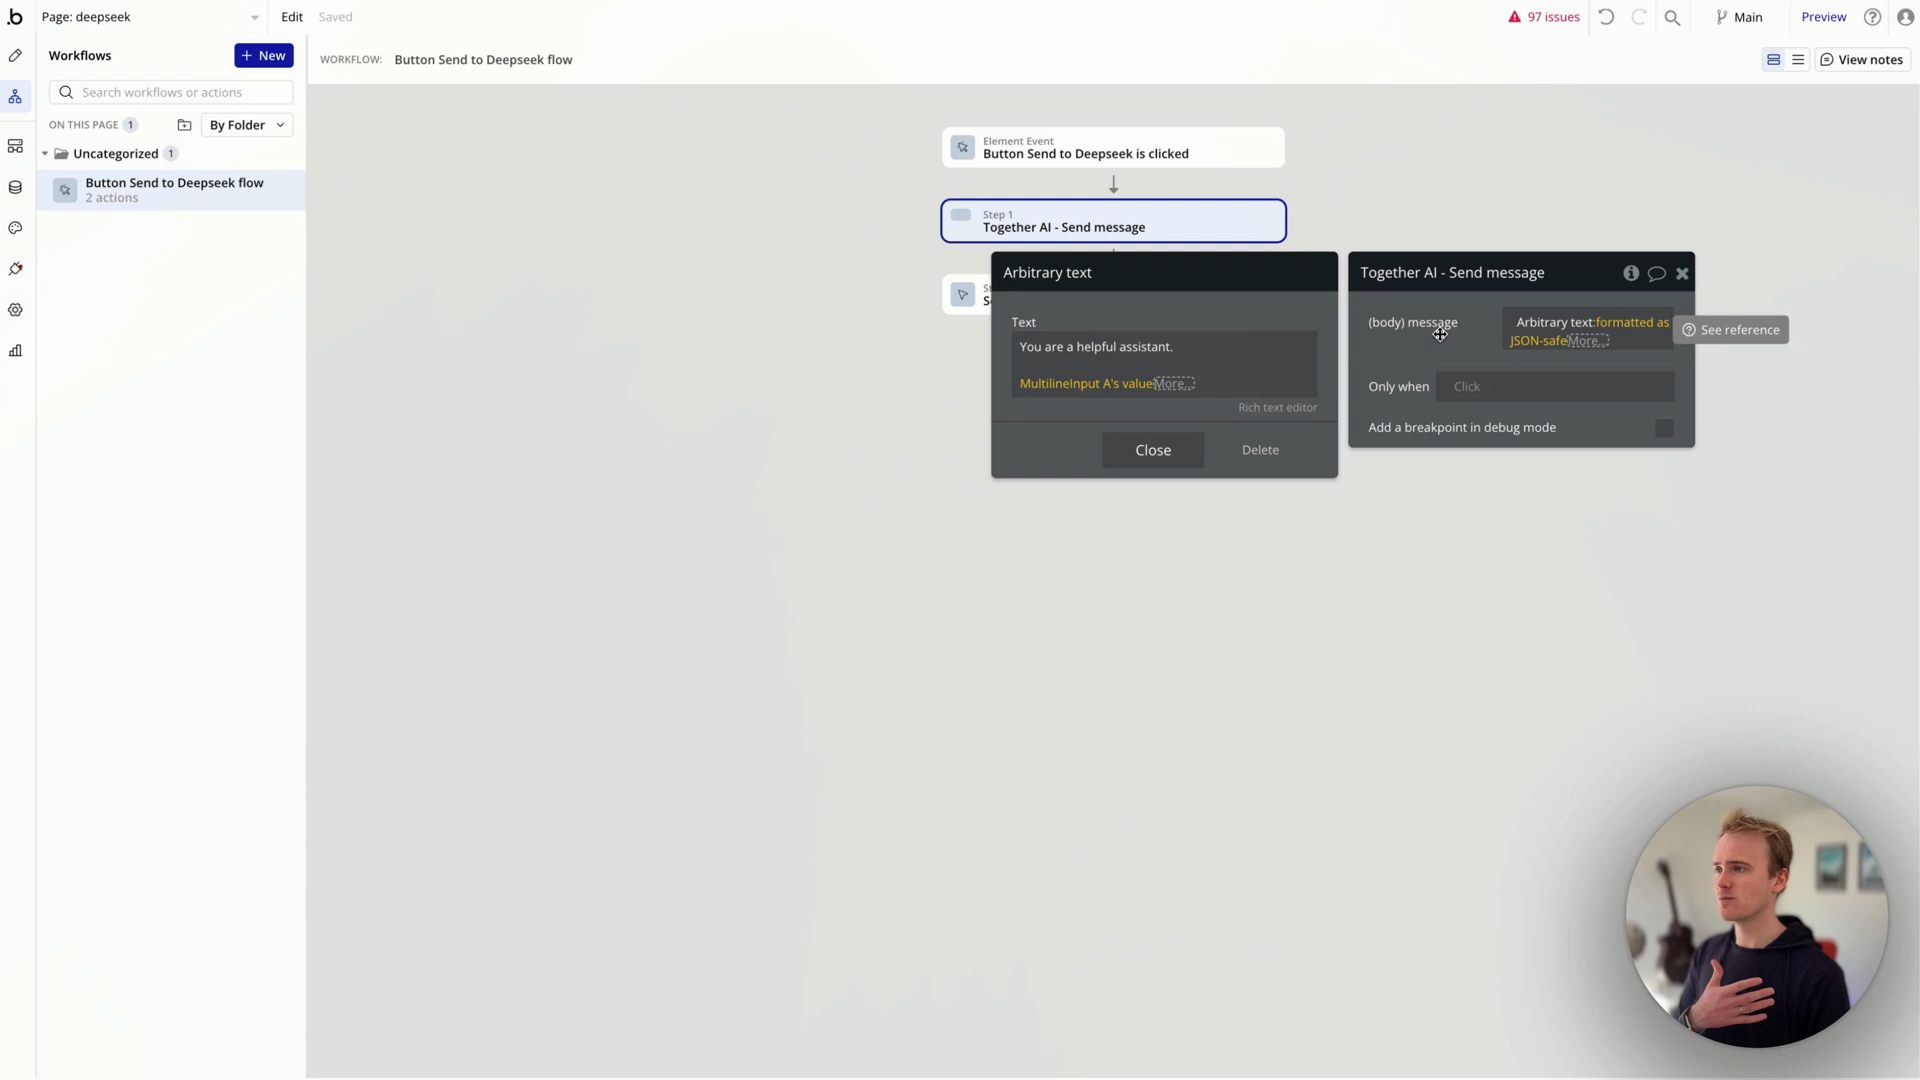 .b
Page: deepseek
Edit
Saved
97 issues
Main
Preview
Workflows
+ New
Search workflows or actions
ON THIS PAGE 1
By Folder
Uncategorized 1
Button Send to Deepseek flow
2 actions
WORKFLOW: Button Send to Deepseek flow
View notes
Element Event
Button Send to Deepseek is clicked
Step 1
Together AI - Send message
Arbitrary text
Text
You are a helpful assistant.
MultilineInput A's value More...
Rich text editor
Close
Delete
Together AI - Send message
(body) message
Arbitrary text:formatted as
JSON-safe More...
See reference
Only when
Click
Add a breakpoint in debug mode